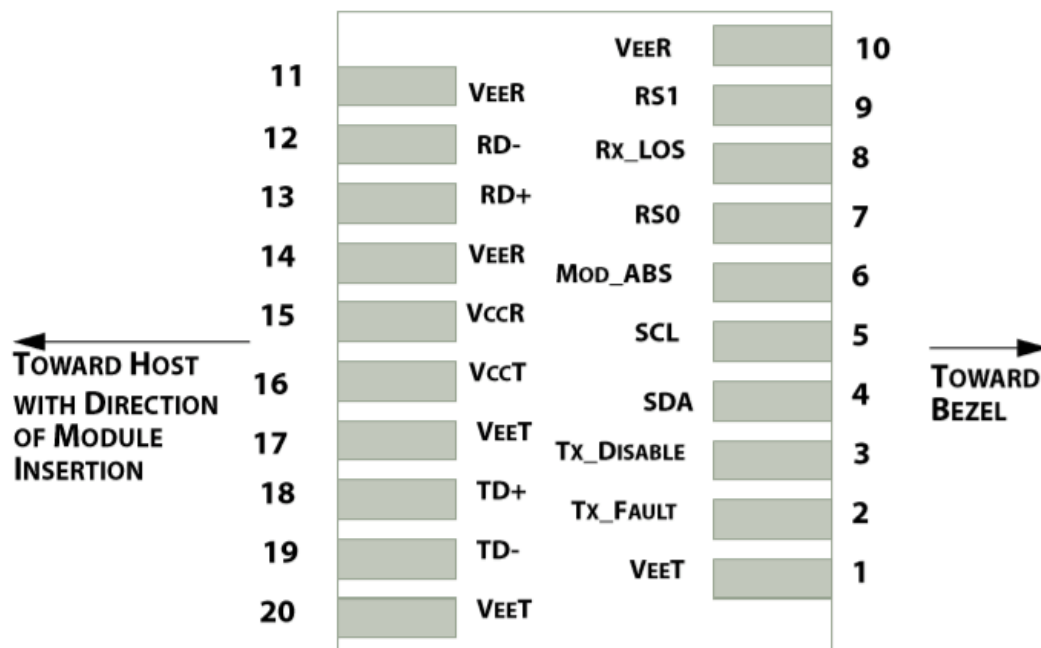 11 VEER
12 RD-
13 RD+
14 VEER
15 VCCR
16 VCCT
17 VEET
18 TD+
19 TD-
20 VEET
VEER 10
RS1 9
RX_LOS 8
RS0 7
MOD_ABS 6
SCL 5
SDA 4
TX_DISABLE 3
TX_FAULT 2
VEET 1
TOWARD HOST
WITH DIRECTION
OF MODULE
INSERTION
TOWARD
BEZEL